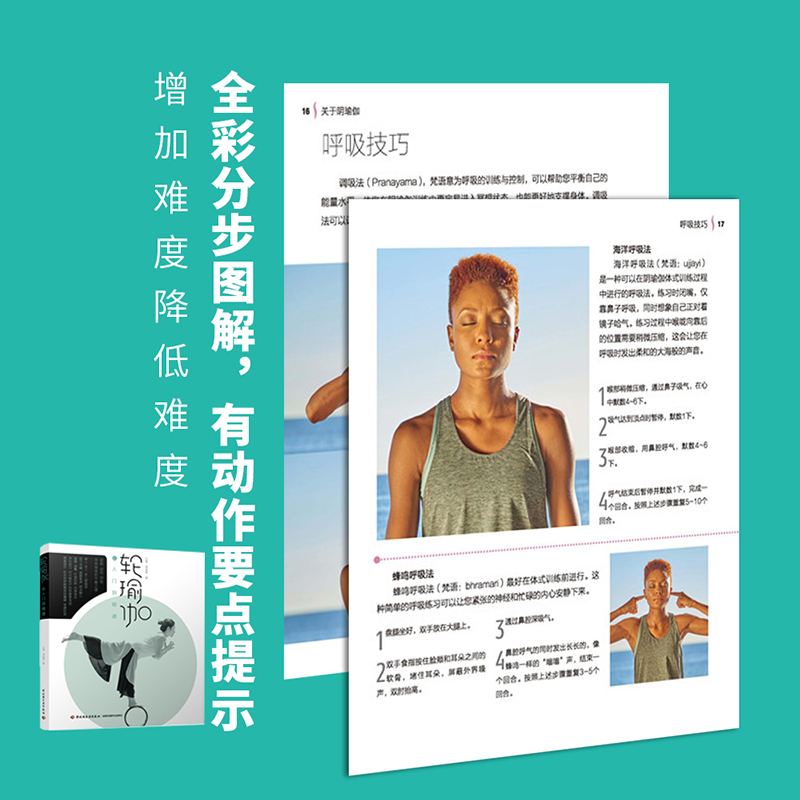 全彩分步图解，有动作要点提示
增加难度降低难度
16 关于阴瑜伽
呼吸技巧
调吸法（Pranayama），梵语意为呼吸的训练与控制，可以帮助您平衡自己的
呼吸技巧 17
海洋呼吸法
海洋呼吸法（梵语：ujayi）
是一种可以在阴瑜伽体式训练过程
中进行的呼吸法。练习时闭嘴，仅
靠鼻子呼吸，同时想象自己正对着
镜子哈气。练习过程中喉咙向靠后
的位置需要稍微压缩，这会让您在
呼吸时发出柔和的大海般的声音。
1 喉部稍微压缩，通过鼻子吸气，在心
中默数4~6下。
2 吸气达到顶点时暂停，默数1下。
3 喉部收缩，用鼻腔呼气，默数4~6
下。
4 呼气结束后暂停并默数1下，完成一
个回合。按照上述步骤重复5~10个
回合。
蜂鸣呼吸法
蜂鸣呼吸法（梵语：bhramari）最好在体式训练前进行。这
种简单的呼吸练习可以让您紧张的神经和忙碌的内心安静下来。
1 盘腿坐好，双手放在大腿上。
2 双手食指按住脸颊和耳朵之间的
软骨，堵住耳朵，屏蔽外界噪
声，双肘抬高。
3 透过鼻腔深吸气。
4 鼻腔呼气的同时发出长长的，像
蜂鸣一样的“嗡嗡”声，结束一
个回合。按照上述步骤重复3~5个
回合。
轮瑜伽
轮瑜伽